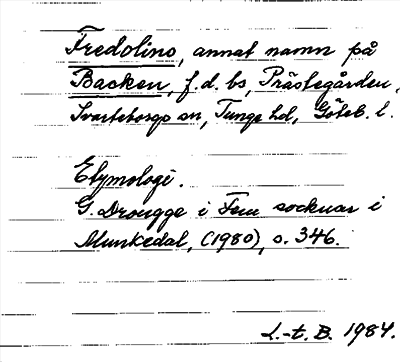 Fredolino, annat namn på
Backen, f.d. bs, Prästegården,
Svarteborgs sn, Tunge hd, Göteb. l.
Etymologi.
G. Drougge i Fem socknar i
Munkedal, (1980), s. 346.
L.-t. B. 1984.